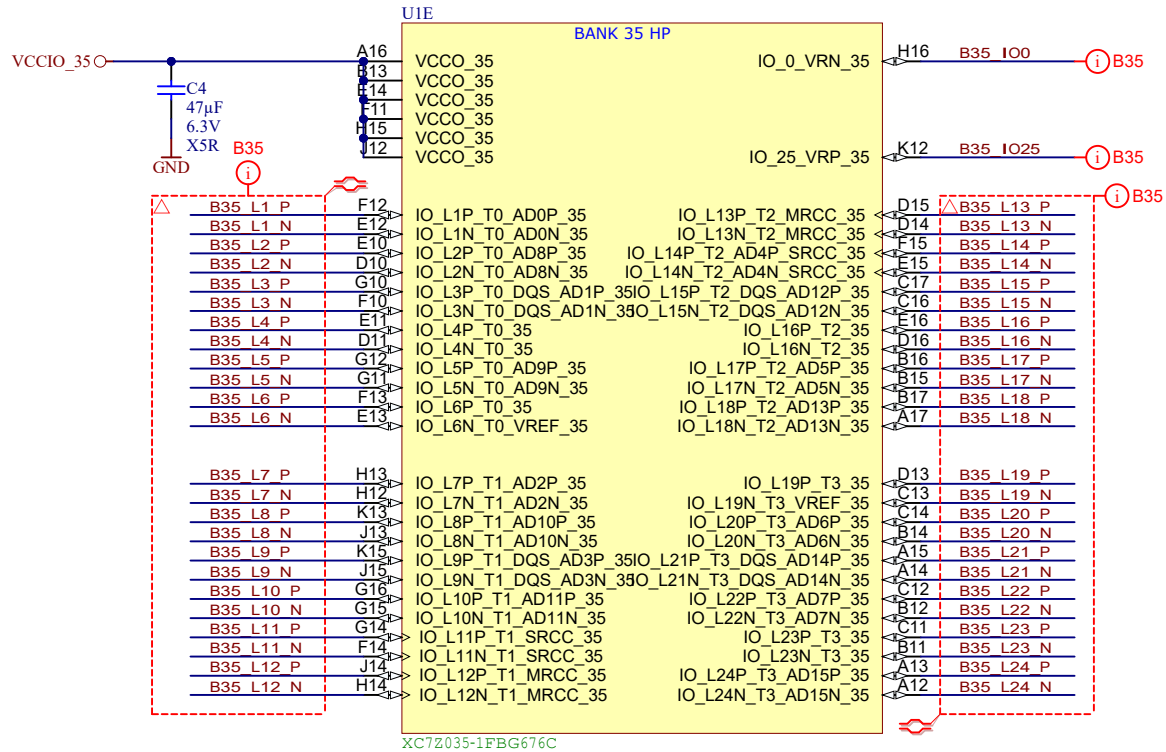 U1E
BANK 35 HP
VCCIO_35
A16 VCCO_35 IO_0_VRN_35 H16 B35_IO0 i B35
B13 VCCO_35
E14 VCCO_35
C4
47µF
6.3V
X5R
GND
F11 VCCO_35
H15 VCCO_35
J12 VCCO_35 IO_25_VRP_35 K12 B35_IO25 i B35
B35 i
i B35
B35_L1_P F12 IO_L1P_T0_AD0P_35 IO_L13P_T2_MRCC_35 D15 B35_L13_P
B35_L1_N E12 IO_L1N_T0_AD0N_35 IO_L13N_T2_MRCC_35 D14 B35_L13_N
B35_L2_P E10 IO_L2P_T0_AD8P_35 IO_L14P_T2_AD4P_SRCC_35 F15 B35_L14_P
B35_L2_N D10 IO_L2N_T0_AD8N_35 IO_L14N_T2_AD4N_SRCC_35 E15 B35_L14_N
B35_L3_P G10 IO_L3P_T0_DQS_AD1P_35 IO_L15P_T2_DQS_AD12P_35 C17 B35_L15_P
B35_L3_N F10 IO_L3N_T0_DQS_AD1N_35 IO_L15N_T2_DQS_AD12N_35 C16 B35_L15_N
B35_L4_P E11 IO_L4P_T0_35 IO_L16P_T2_35 E16 B35_L16_P
B35_L4_N D11 IO_L4N_T0_35 IO_L16N_T2_35 D16 B35_L16_N
B35_L5_P G12 IO_L5P_T0_AD9P_35 IO_L17P_T2_AD5P_35 B16 B35_L17_P
B35_L5_N G11 IO_L5N_T0_AD9N_35 IO_L17N_T2_AD5N_35 B15 B35_L17_N
B35_L6_P F13 IO_L6P_T0_35 IO_L18P_T2_AD13P_35 B17 B35_L18_P
B35_L6_N E13 IO_L6N_T0_VREF_35 IO_L18N_T2_AD13N_35 A17 B35_L18_N
B35_L7_P H13 IO_L7P_T1_AD2P_35 IO_L19P_T3_35 D13 B35_L19_P
B35_L7_N H12 IO_L7N_T1_AD2N_35 IO_L19N_T3_VREF_35 C13 B35_L19_N
B35_L8_P K13 IO_L8P_T1_AD10P_35 IO_L20P_T3_AD6P_35 C14 B35_L20_P
B35_L8_N J13 IO_L8N_T1_AD10N_35 IO_L20N_T3_AD6N_35 B14 B35_L20_N
B35_L9_P K15 IO_L9P_T1_DQS_AD3P_35 IO_L21P_T3_DQS_AD14P_35 A15 B35_L21_P
B35_L9_N J15 IO_L9N_T1_DQS_AD3N_35 IO_L21N_T3_DQS_AD14N_35 A14 B35_L21_N
B35_L10_P G16 IO_L10P_T1_AD11P_35 IO_L22P_T3_AD7P_35 C12 B35_L22_P
B35_L10_N G15 IO_L10N_T1_AD11N_35 IO_L22N_T3_AD7N_35 B12 B35_L22_N
B35_L11_P G14 IO_L11P_T1_SRCC_35 IO_L23P_T3_35 C11 B35_L23_P
B35_L11_N F14 IO_L11N_T1_SRCC_35 IO_L23N_T3_35 B11 B35_L23_N
B35_L12_P J14 IO_L12P_T1_MRCC_35 IO_L24P_T3_AD15P_35 A13 B35_L24_P
B35_L12_N H14 IO_L12N_T1_MRCC_35 IO_L24N_T3_AD15N_35 A12 B35_L24_N
XC7Z035-1FBG676C